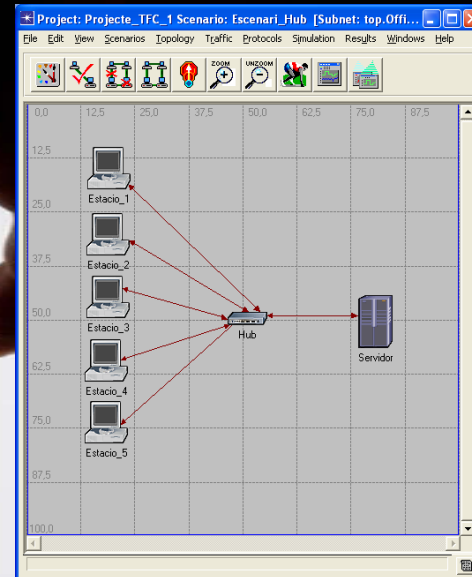 Project: Projecte_TFC_1 Scenario: Escenari_Hub [Subnet: top.Offi...
File Edit View Scenarios Topology Traffic Protocols Simulation Results Windows Help
ZOOM UNZOOM
0,0 12,5 25,0 37,5 50,0 62,5 75,0 87,5
12,5
Estacio_1
25,0
Estacio_2
37,5
Estacio_3
50,0
Hub
Servidor
62,5
Estacio_4
75,0
Estacio_5
87,5
100,0